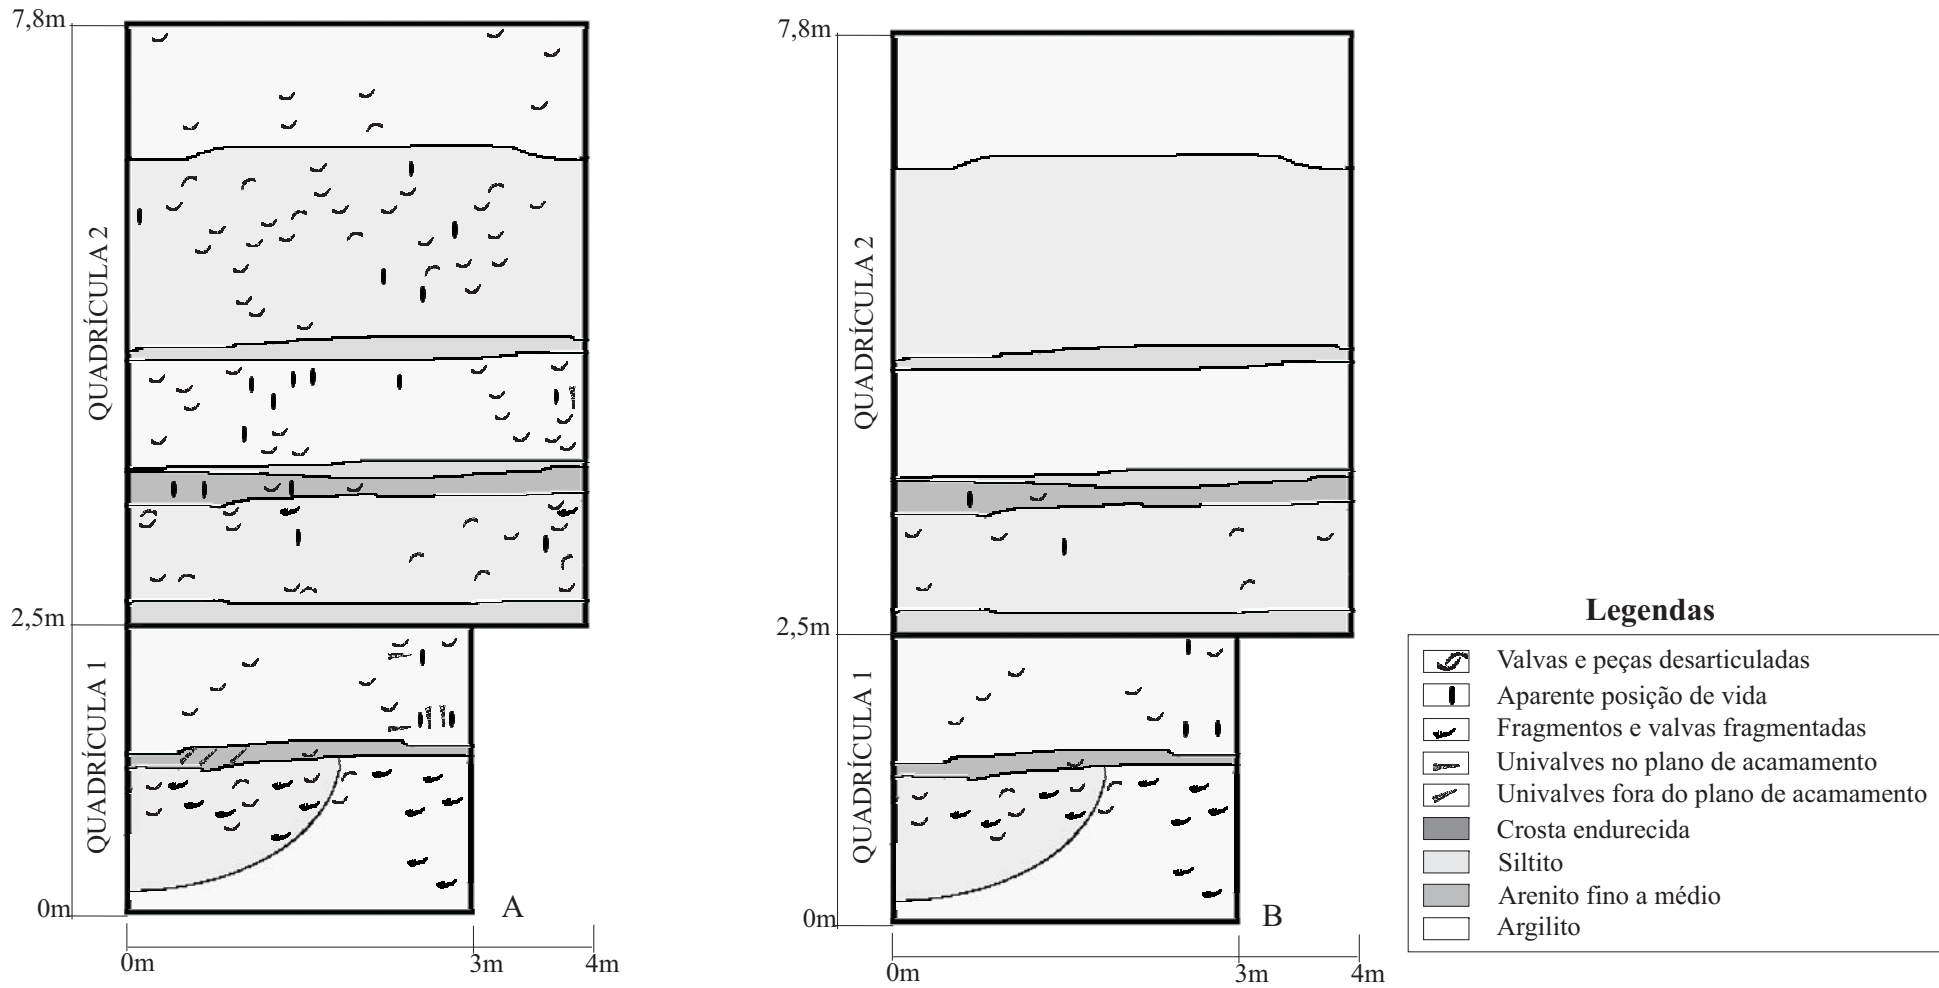 7,8m
QUADRÍCULA 2
2,5m
QUADRÍCULA 1
0m
A
0m
3m
4m
7,8m
QUADRÍCULA 2
2,5m
QUADRÍCULA 1
0m
B
0m
3m
4m
Legendas
Valvas e peças desarticuladas
Aparente posição de vida
Fragmentos e valvas fragmentadas
Univalves no plano de acamamento
Univalves fora do plano de acamamento
Crosta endurecida
Siltito
Arenito fino a médio
Argilito